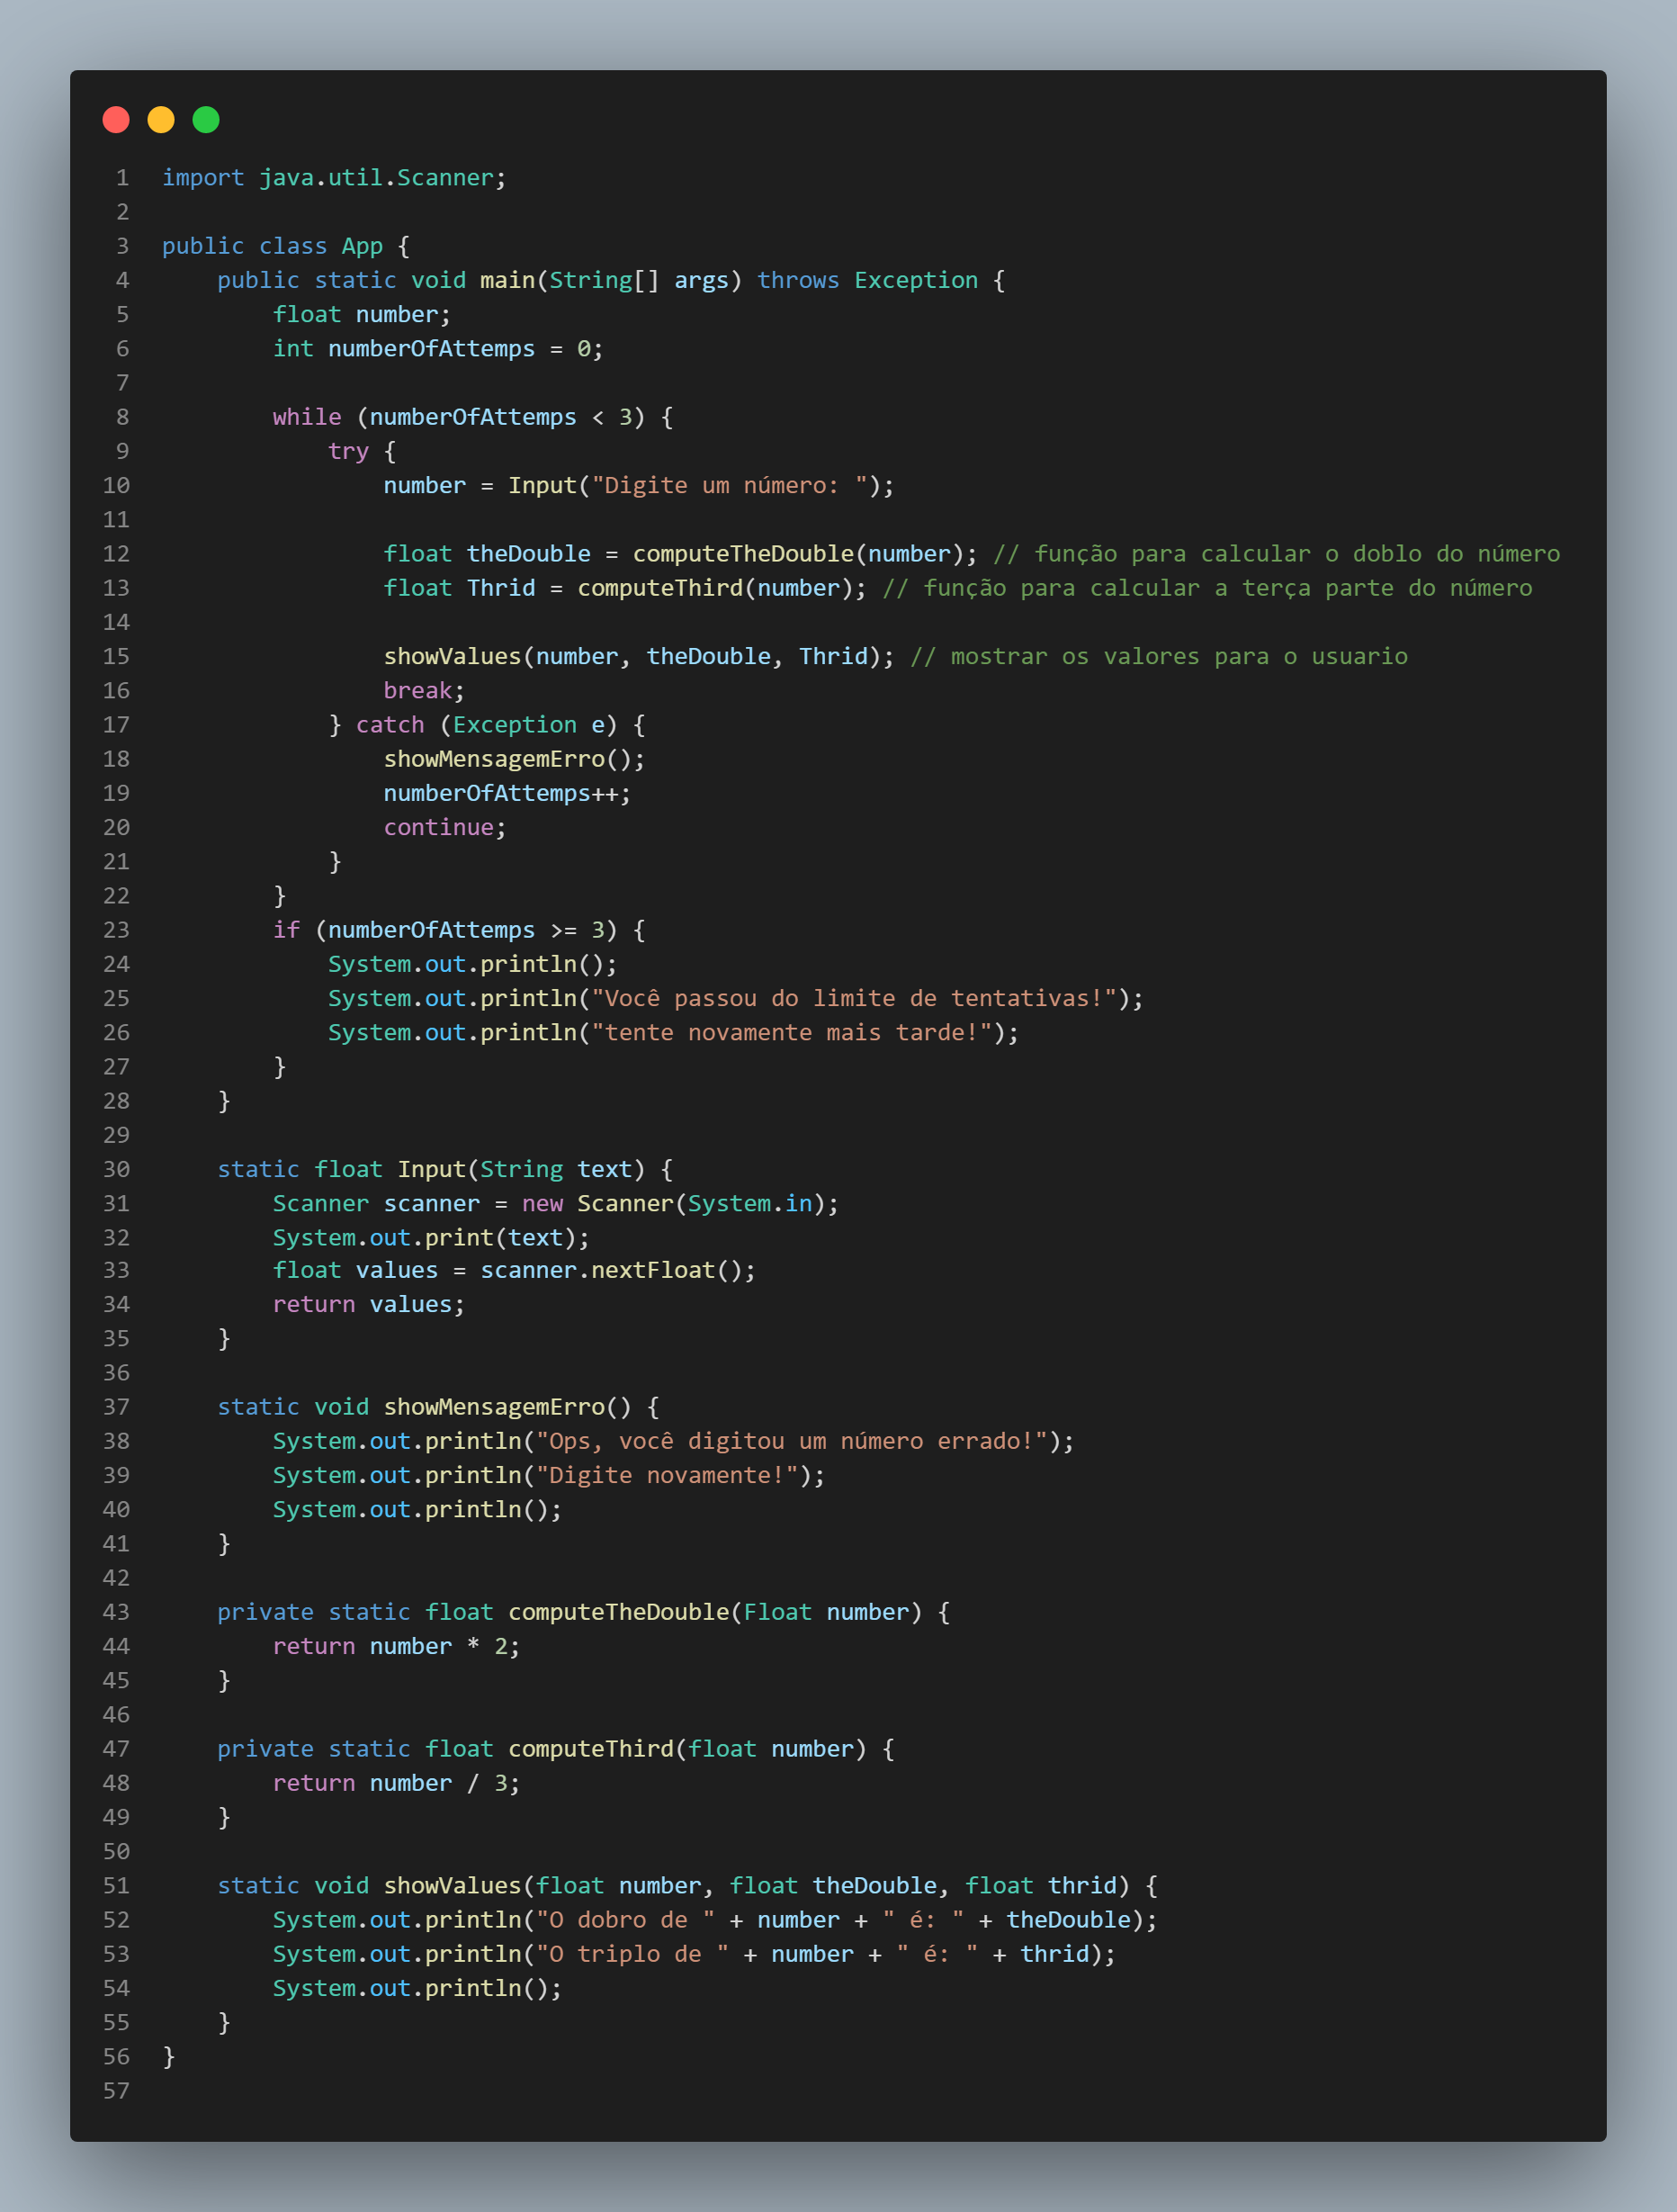 1 import java.util.Scanner;
2
3 public class App {
4     public static void main(String[] args) throws Exception {
5         float number;
6         int numberOfAttemps = 0;
7
8         while (numberOfAttemps < 3) {
9             try {
10                 number = Input("Digite um número: ");
11
12                 float theDouble = computeTheDouble(number); // função para calcular o doblo do número
13                 float Thrid = computeThird(number); // função para calcular a terça parte do número
14
15                 showValues(number, theDouble, Thrid); // mostrar os valores para o usuario
16                 break;
17             } catch (Exception e) {
18                 showMensagemErro();
19                 numberOfAttemps++;
20                 continue;
21             }
22         }
23         if (numberOfAttemps >= 3) {
24             System.out.println();
25             System.out.println("Você passou do limite de tentativas!");
26             System.out.println("tente novamente mais tarde!");
27         }
28     }
29
30     static float Input(String text) {
31         Scanner scanner = new Scanner(System.in);
32         System.out.print(text);
33         float values = scanner.nextFloat();
34         return values;
35     }
36
37     static void showMensagemErro() {
38         System.out.println("Ops, você digitou um número errado!");
39         System.out.println("Digite novamente!");
40         System.out.println();
41     }
42
43     private static float computeTheDouble(Float number) {
44         return number * 2;
45     }
46
47     private static float computeThird(float number) {
48         return number / 3;
49     }
50
51     static void showValues(float number, float theDouble, float thrid) {
52         System.out.println("O dobro de " + number + " é: " + theDouble);
53         System.out.println("O triplo de " + number + " é: " + thrid);
54         System.out.println();
55     }
56 }
57